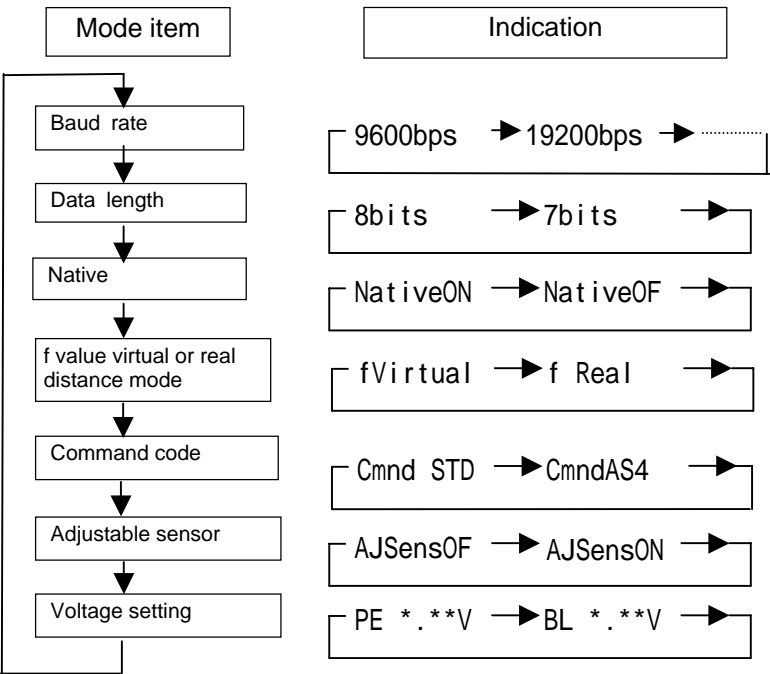 Mode item
Indication
Baud rate
9600bps 19200bps ..............
Data length
8bits 7bits
Native
NativeON NativeOF
f value virtual or real
distance mode
fVirtual f Real
Command code
Cmnd STD CmndAS4
Adjustable sensor
AJSensOF AJSensON
Voltage setting
PE *.**V BL *.**V